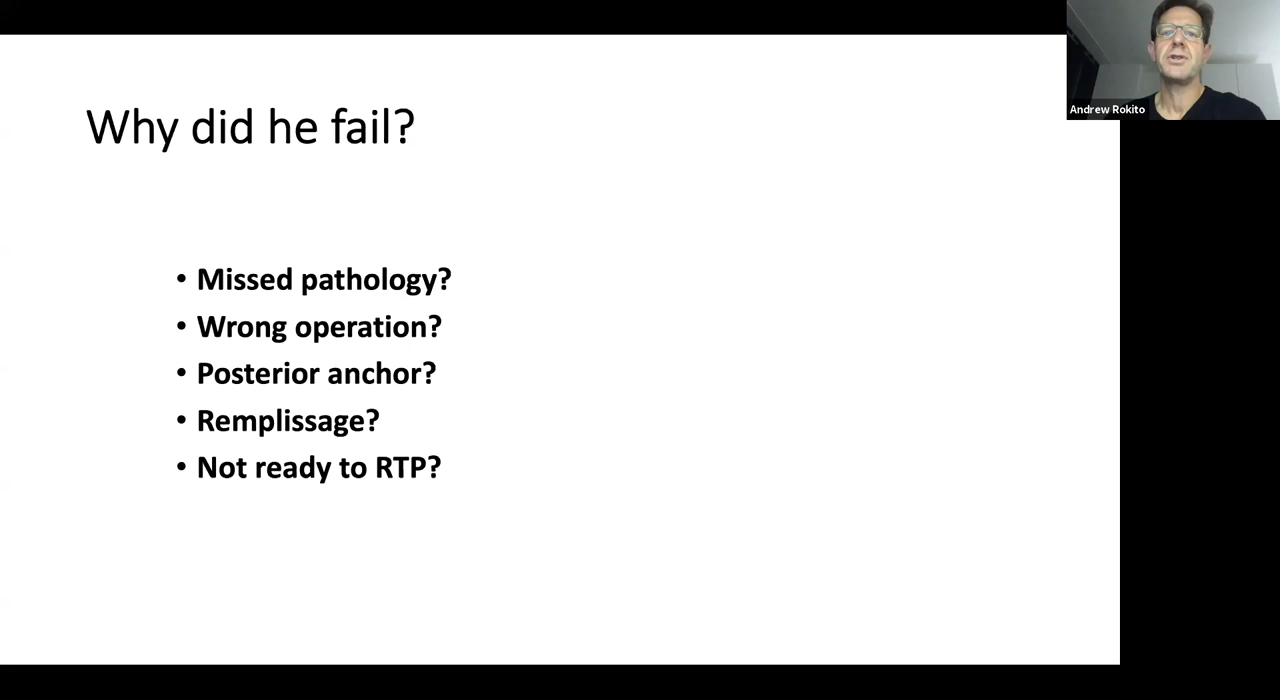 Why did he fail?
• Missed pathology?
• Wrong operation?
• Posterior anchor?
• Remplissage?
• Not ready to RTP?
Andrew Rokito